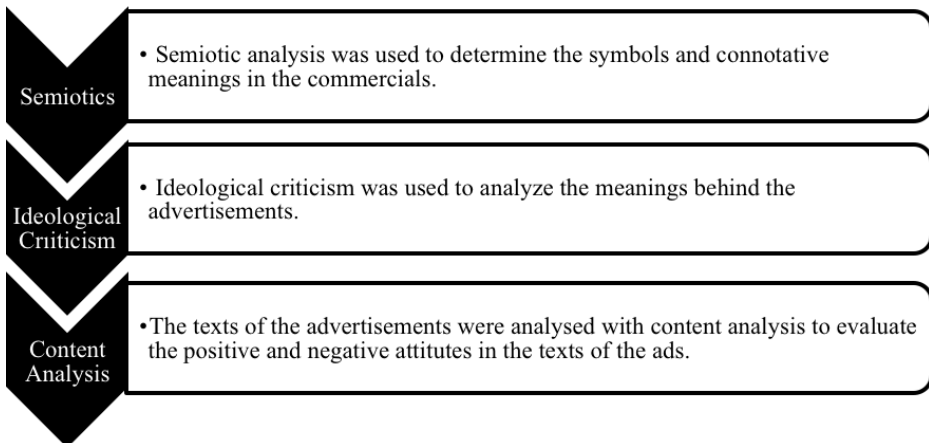 Semiotics
• Semiotic analysis was used to determine the symbols and connotative
meanings in the commercials.
Ideological
Criiticism
• Ideological criticism was used to analyze the meanings behind the
advertisements.
Content
Analysis
•The texts of the advertisements were analysed with content analysis to evaluate
the positive and negative attitutes in the texts of the ads.